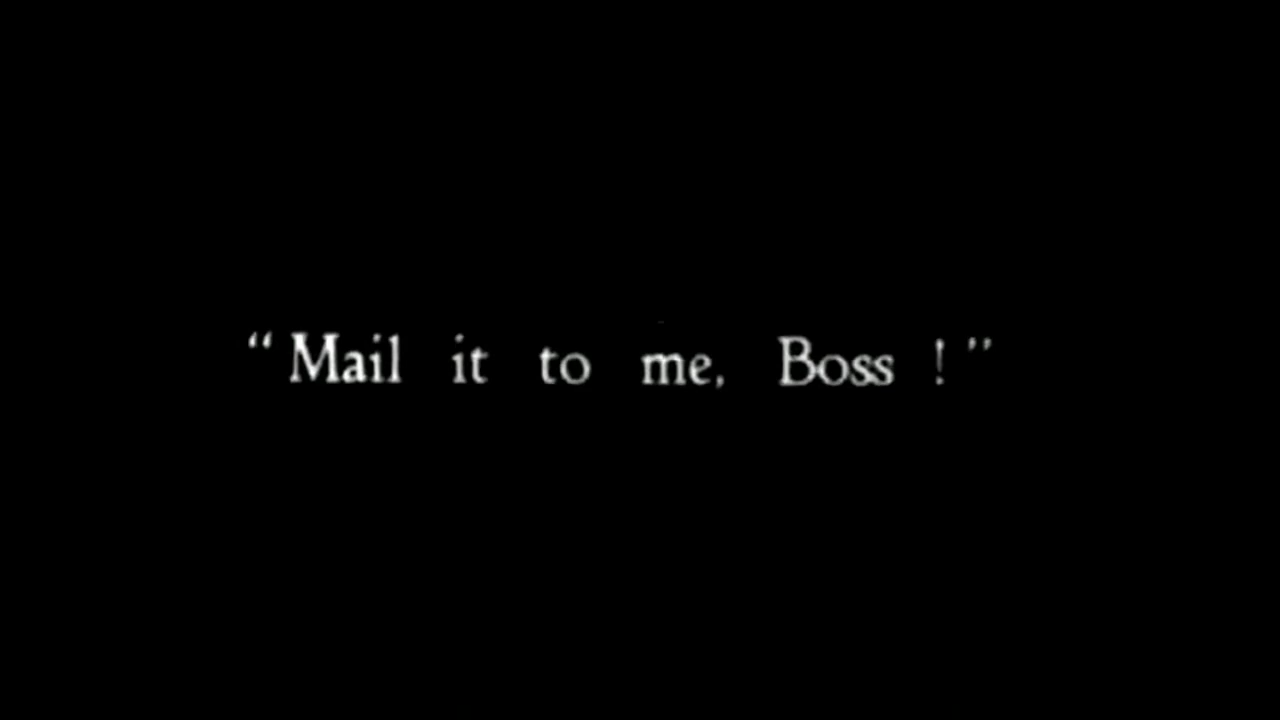 “Mail it to me, Boss !”